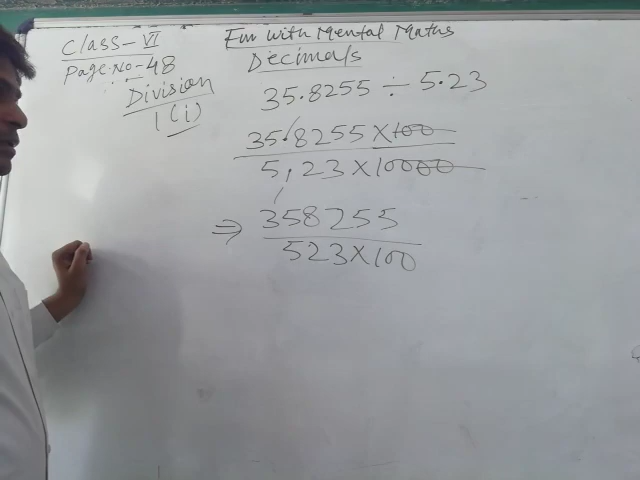 Class-VI
Page.No-48
Division
1(i)
Fun with Mental Maths
Decimals
35.8255 ÷ 5.23
35.8255 × 100
5.23 × 10000
⇒ 358255
523×100